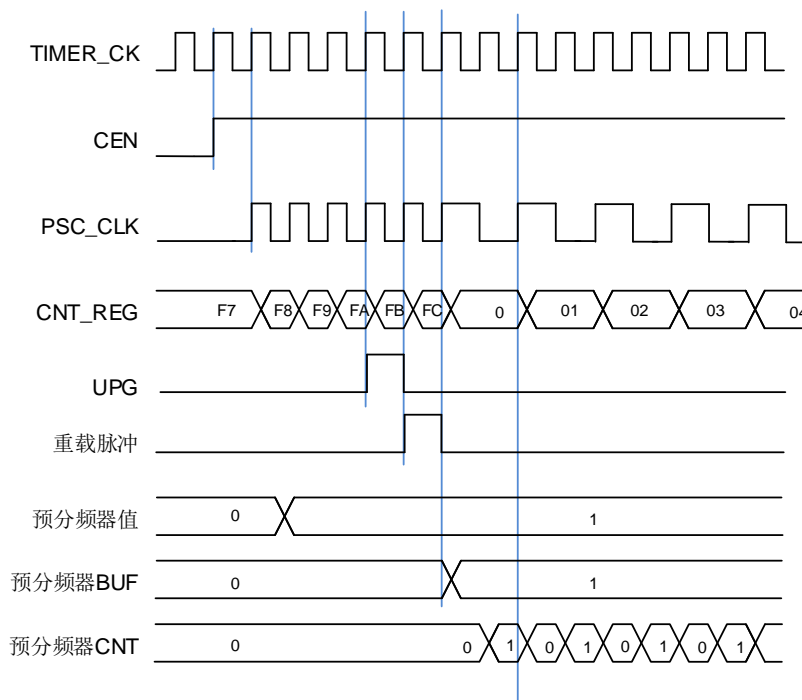 TIMER_CK
CEN
PSC_CLK
CNT_REG F7 F8 F9 FA FB FC 0 01 02 03 04
UPG
重载脉冲
预分频器值 0 1
预分频器BUF 0 1
预分频器CNT 0 0 1 0 1 0 1 0 1